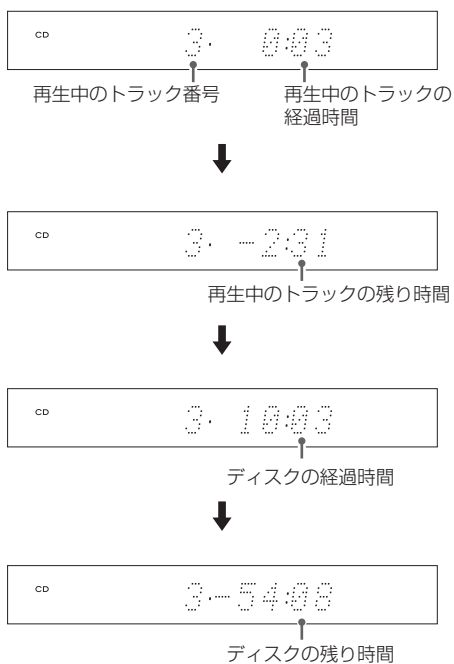 CD 3. 0:03
再生中のトラック番号
再生中のトラックの
経過時間
CD 3. -2:31
再生中のトラックの残り時間
CD 3. 10:03
ディスクの経過時間
CD 3.-54:08
ディスクの残り時間